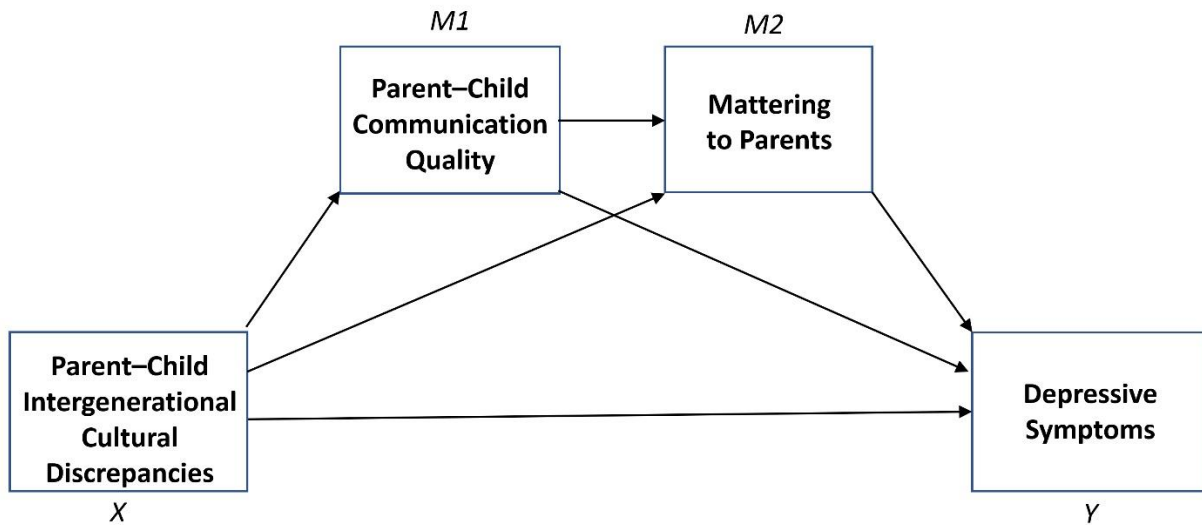 M1
M2
Parent–Child
Communication
Quality
Mattering
to Parents
Parent–Child
Intergenerational
Cultural
Discrepancies
Depressive
Symptoms
X
Y